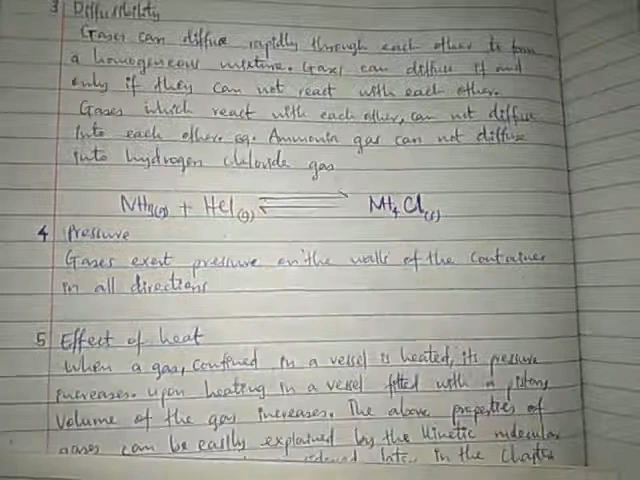 3 Diffusibility
Gases can diffuse rapidly through each other to form
a homogeneous mixture. Gases can diffuse if and
only if they can not react with each other.
Gases which react with each other, can not diffuse
into each other. eg. Ammonia gas can not diffuse
into hydrogen chloride gas
NH₃(g) + HCl(g) ⇌ NH₄Cl(s)
4 Pressure
Gases exert pressure on the walls of the container
in all directions
5 Effect of heat
When a gas, confined in a vessel is heated, its pressure
increases. Upon heating in a vessel fitted with a piston,
volume of the gas increases. The above properties of
gases can be easily explained by the kinetic molecular
later in the chapter